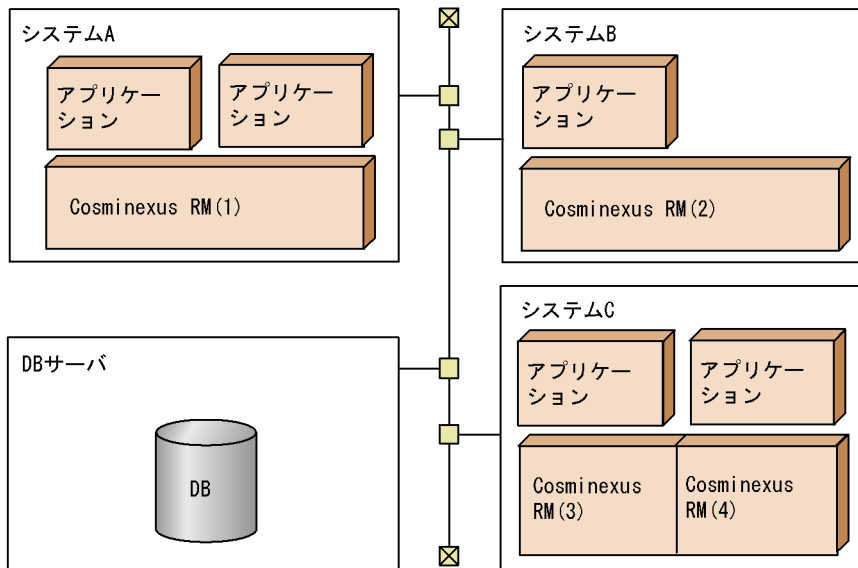 システムA
アプリケー
ション
アプリケー
ション
Cosminexus RM(1)
システムB
アプリケー
ション
Cosminexus RM(2)
DBサーバ
DB
システムC
アプリケー
ション
アプリケー
ション
Cosminexus
RM(3)
Cosminexus
RM(4)